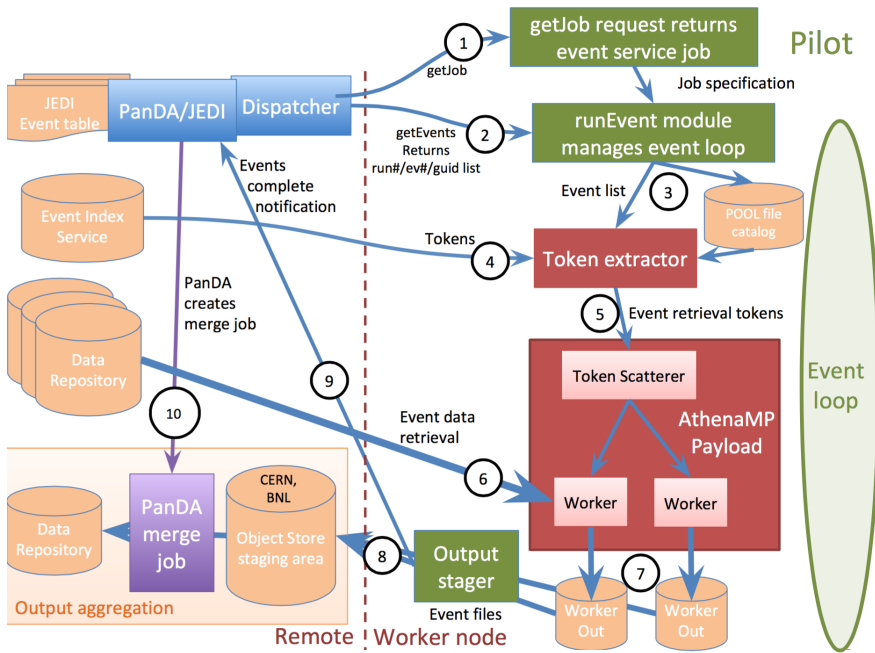 getJob request returns
event service job
Pilot
1
getJob
Job specification
JEDI
Event table
PanDA/JEDI
Dispatcher
2
getEvents
Returns
run#/ev#/guid list
runEvent module
manages event loop
Events
complete
notification
Event list
3
POOL file
catalog
Event Index
Service
Tokens
4
Token extractor
PanDA
creates
merge job
5
Event retrieval tokens
Data
Repository
Token Scatterer
9
Event
loop
10
Event data
retrieval
AthenaMP
Payload
6
Worker
Worker
CERN,
BNL
PanDA
merge
job
Data
Repository
Object Store
staging area
8
Output
stager
7
Event files
Worker
Out
Worker
Out
Output aggregation
Remote
Worker node